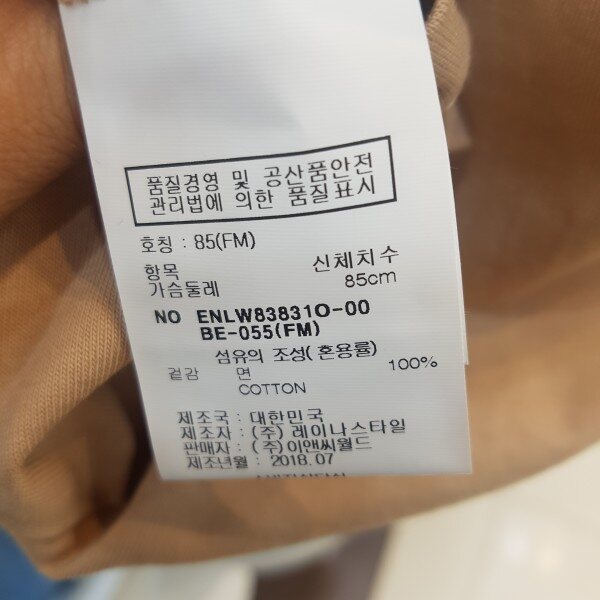 품질경영 및 공산품안전
관리법에 의한 품질표시
호칭 : 85(FM)
항목 신체치수
가슴둘레 85cm
NO ENLW83831O-00
BE-055(FM)
섬유의 조성(혼용률)
겉감 면 100%
COTTON
제조국 : 대한민국
제조자 : (주)레이나스타일
판매자 : (주)이앤씨월드
제조년월 : 2018.07